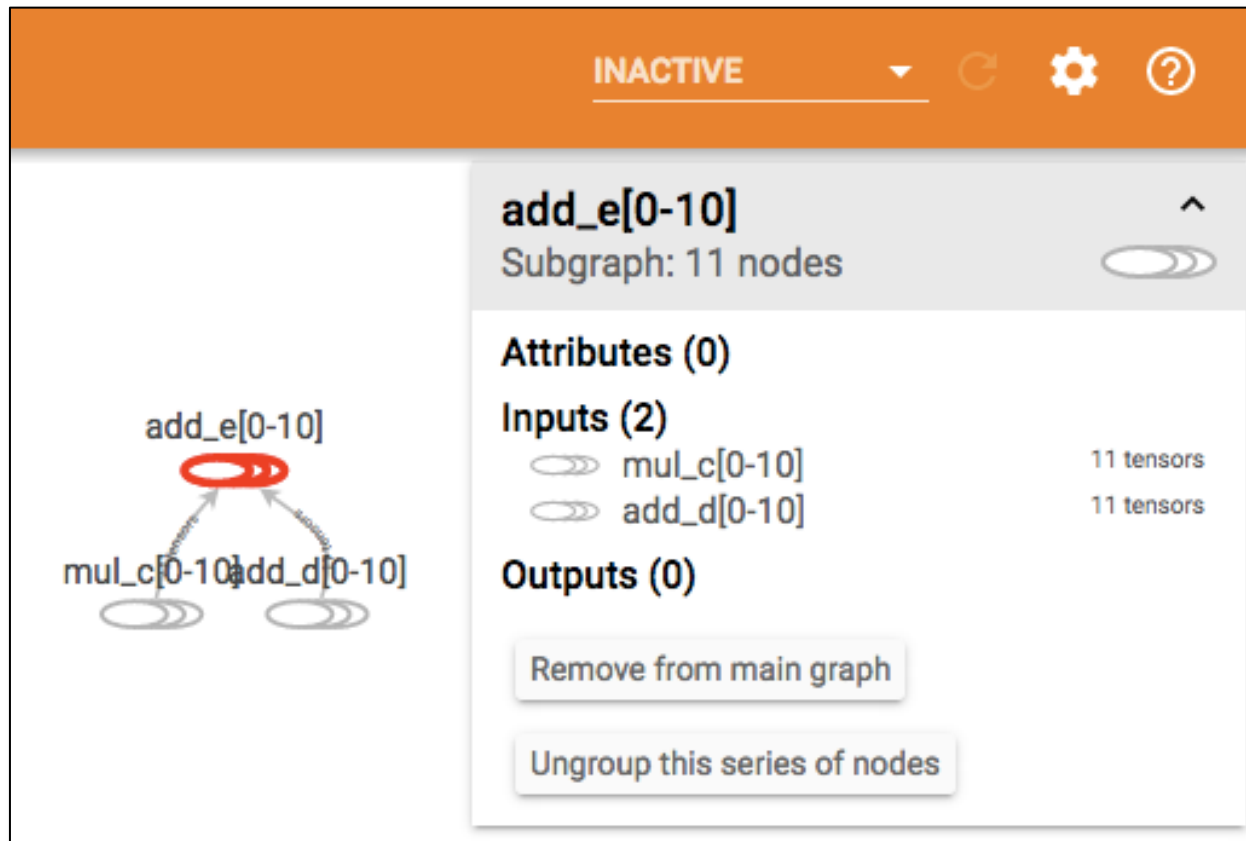 INACTIVE
add_e[0-10]
Subgraph: 11 nodes
Attributes (0)
Inputs (2)
mul_c[0-10] 11 tensors
add_d[0-10] 11 tensors
Outputs (0)
Remove from main graph
Ungroup this series of nodes
add_e[0-10]
tensors
tensors
mul_c[0-10]
add_d[0-10]